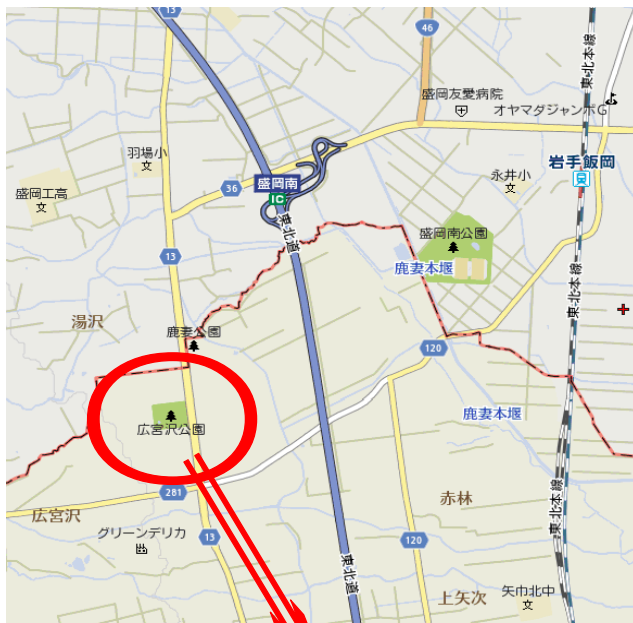 13
46
東北本線
盛岡友愛病院
オヤマダジャンボG
羽場小
岩手飯岡
永井小
盛岡南
IC
36
盛岡工高
東北道
盛岡南公園
13
鹿妻本堰
東北本線
湯沢
鹿妻公園
120
広宮沢公園
鹿妻本堰
281
赤林
広宮沢
グリーンデリカ
13
120
東北本線
東北道
上矢次
矢巾北中